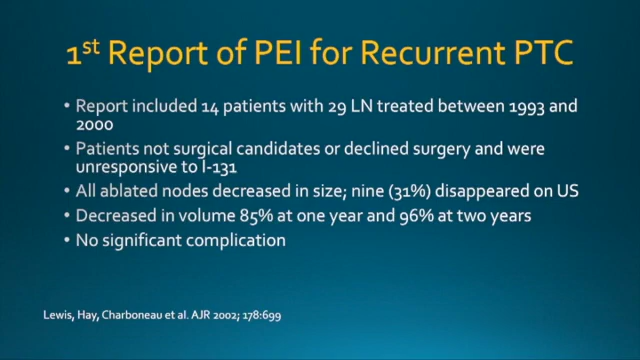 1st Report of PEI for Recurrent PTC
• Report included 14 patients with 29 LN treated between 1993 and
2000
• Patients not surgical candidates or declined surgery and were
unresponsive to I-131
• All ablated nodes decreased in size; nine (31%) disappeared on US
• Decreased in volume 85% at one year and 96% at two years
• No significant complication
Lewis, Hay, Charboneau et al. AJR 2002; 178:699